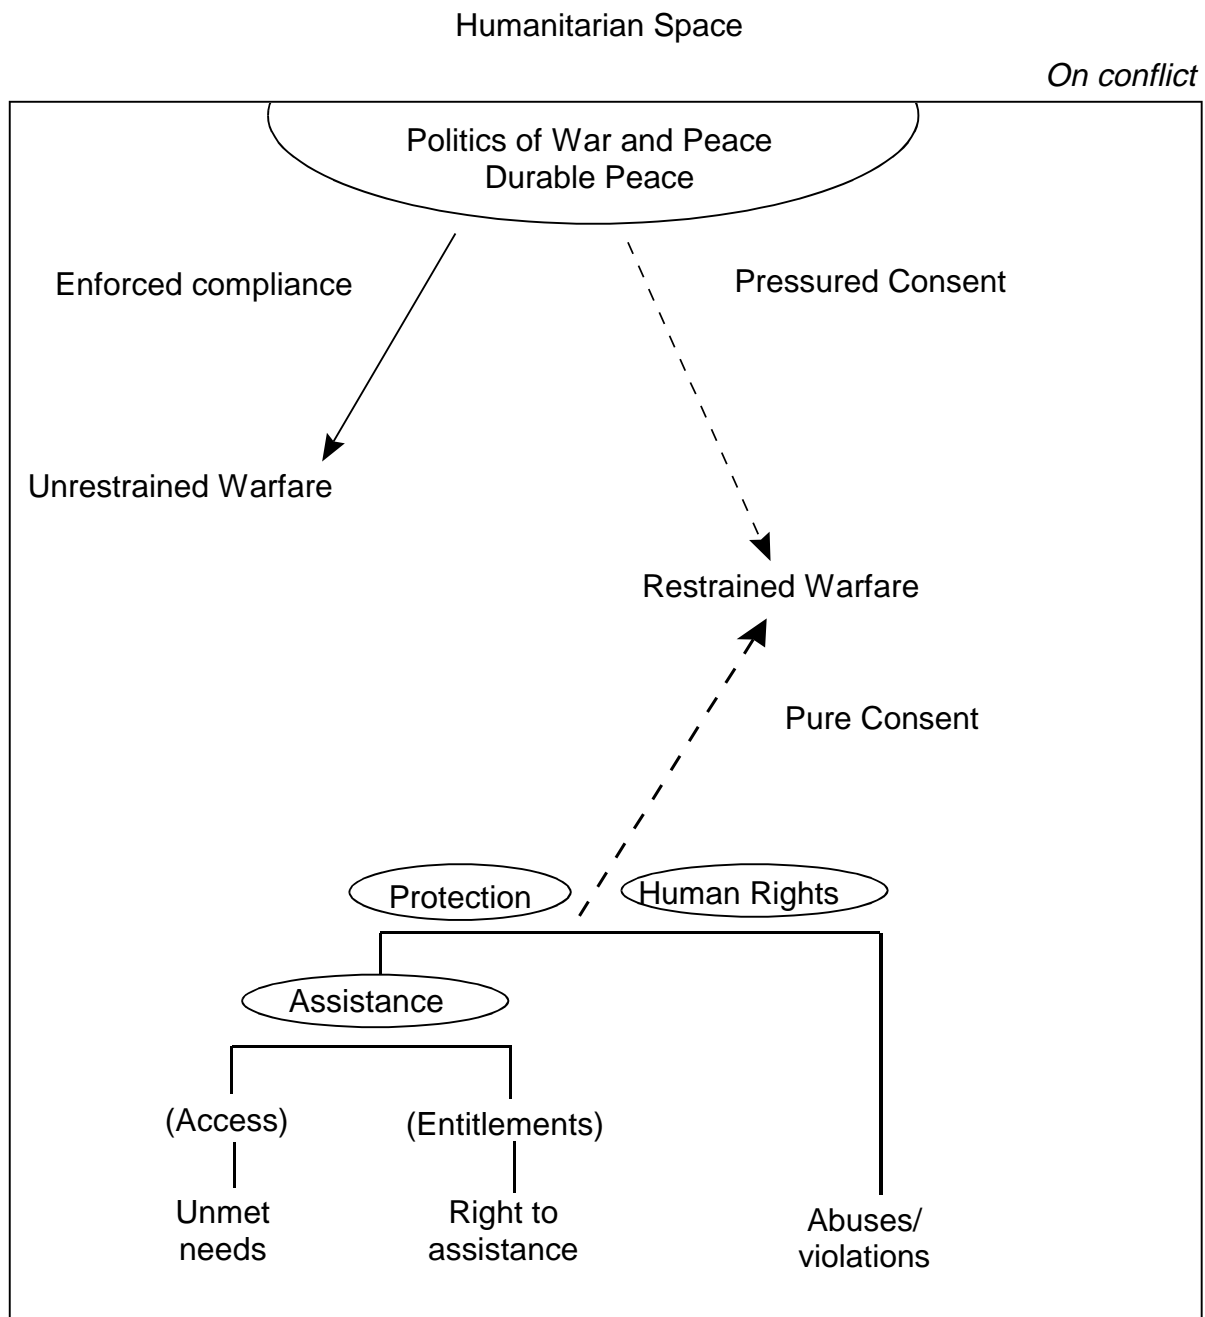 Humanitarian Space
On conflict
Politics of War and Peace
Durable Peace
Enforced compliance
Pressured Consent
Unrestrained Warfare
Restrained Warfare
Pure Consent
Protection
Human Rights
Assistance
(Access)
(Entitlements)
Unmet
needs
Right to
assistance
Abuses/
violations